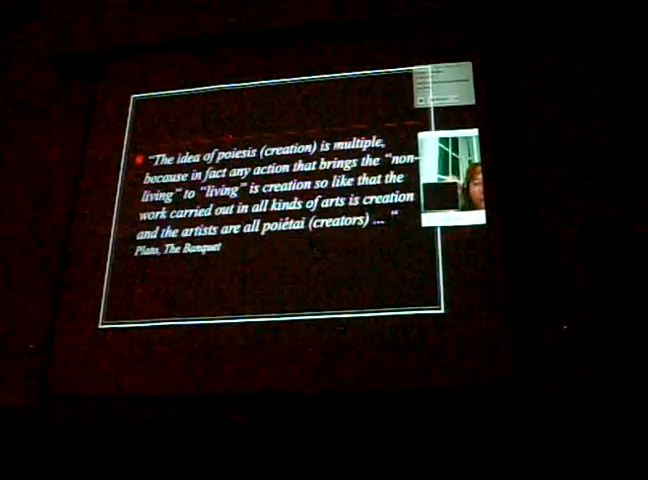 "The idea of poiesis (creation) is multiple,
because in fact any action that brings the "non-
living" to "living" is creation so like that the
work carried out in all kinds of arts is creation
and the artists are all poiétai (creators) ... "
Plato, The Banquet